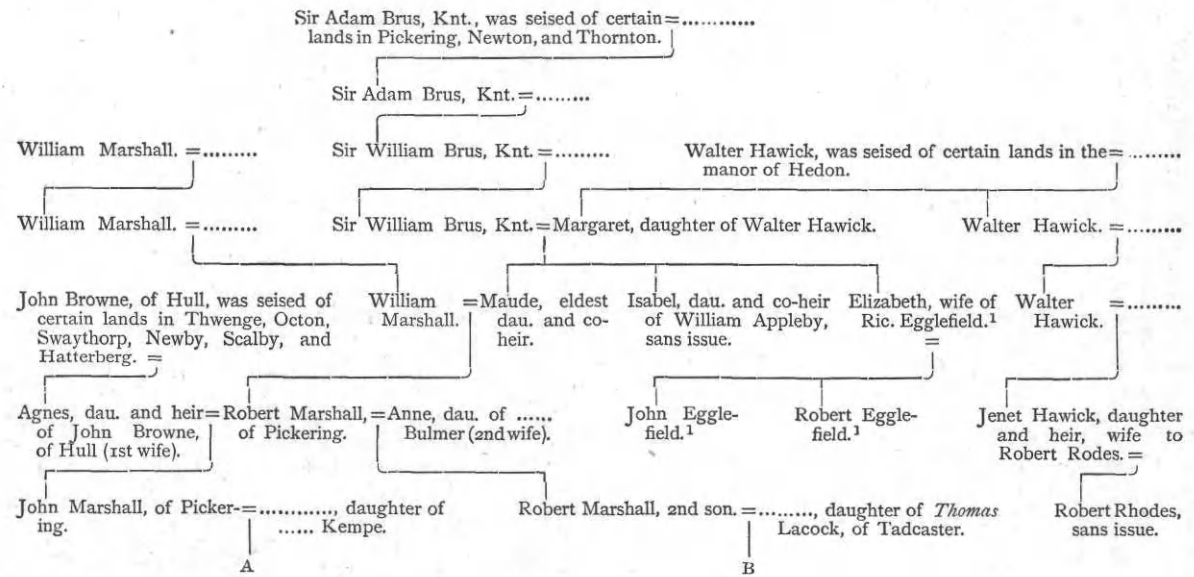 Sir Adam Brus, Knt., was seised of certain = ............
lands in Pickering, Newton, and Thornton.
Sir Adam Brus, Knt. = .........
William Marshall. = .........
Sir William Brus, Knt. = .........
Walter Hawick, was seised of certain lands in the = .........
manor of Hedon.
William Marshall. = .........
Sir William Brus, Knt. = Margaret, daughter of Walter Hawick.
Walter Hawick. = .........
John Browne, of Hull, was seised of
certain lands in Thwenge, Octon,
Swaythorp, Newby, Scalby, and
Hatterberg. =
William
Marshall.
= Maude, eldest
dau. and co-
heir.
Isabel, dau. and co-heir
of William Appleby,
sans issue.
Elizabeth, wife of
Ric. Egglefield.¹
=
Walter = .........
Hawick.
Agnes, dau. and heir
of John Browne,
of Hull (1st wife).
= Robert Marshall,
of Pickering.
= Anne, dau. of ......
Bulmer (2nd wife).
John Eggle-
field.¹
Robert Eggle-
field.¹
Jenet Hawick, daughter
and heir, wife to
Robert Rodes. =
John Marshall, of Picker-
ing.
= ............, daughter of
...... Kempe.
Robert Marshall, 2nd son. = ........., daughter of Thomas
Lacock, of Tadcaster.
Robert Rhodes,
sans issue.
A
B